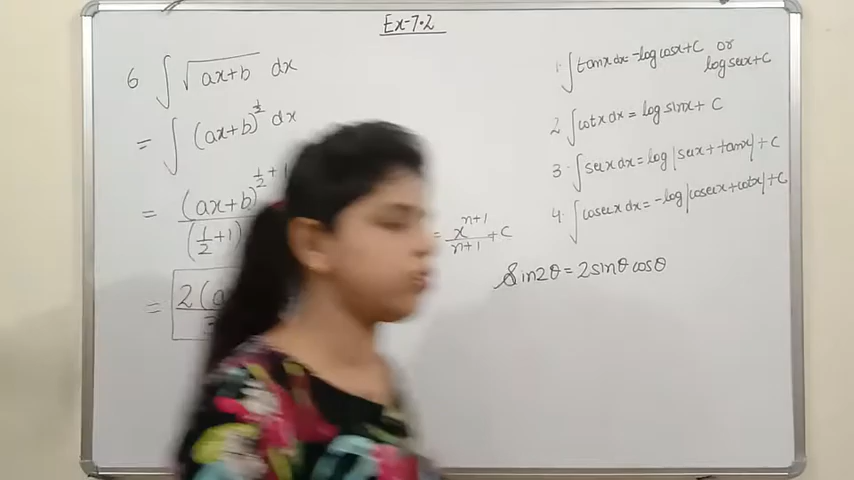 Ex-7.2
6 ∫ √ax+b dx
= ∫ (ax+b)^½ dx
= (ax+b)^½+1
(½+1)
= 2(a
= x^n+1 / n+1 + C
1. ∫ tanx dx = -log cosx + C or
log secx + C
2 ∫ cotx dx = log sinx + C
3. ∫ secx dx = log |secx + tanx| + C
4. ∫ cosecx dx = -log |cosecx + cotx| + C
Sin2θ = 2sinθ cosθ